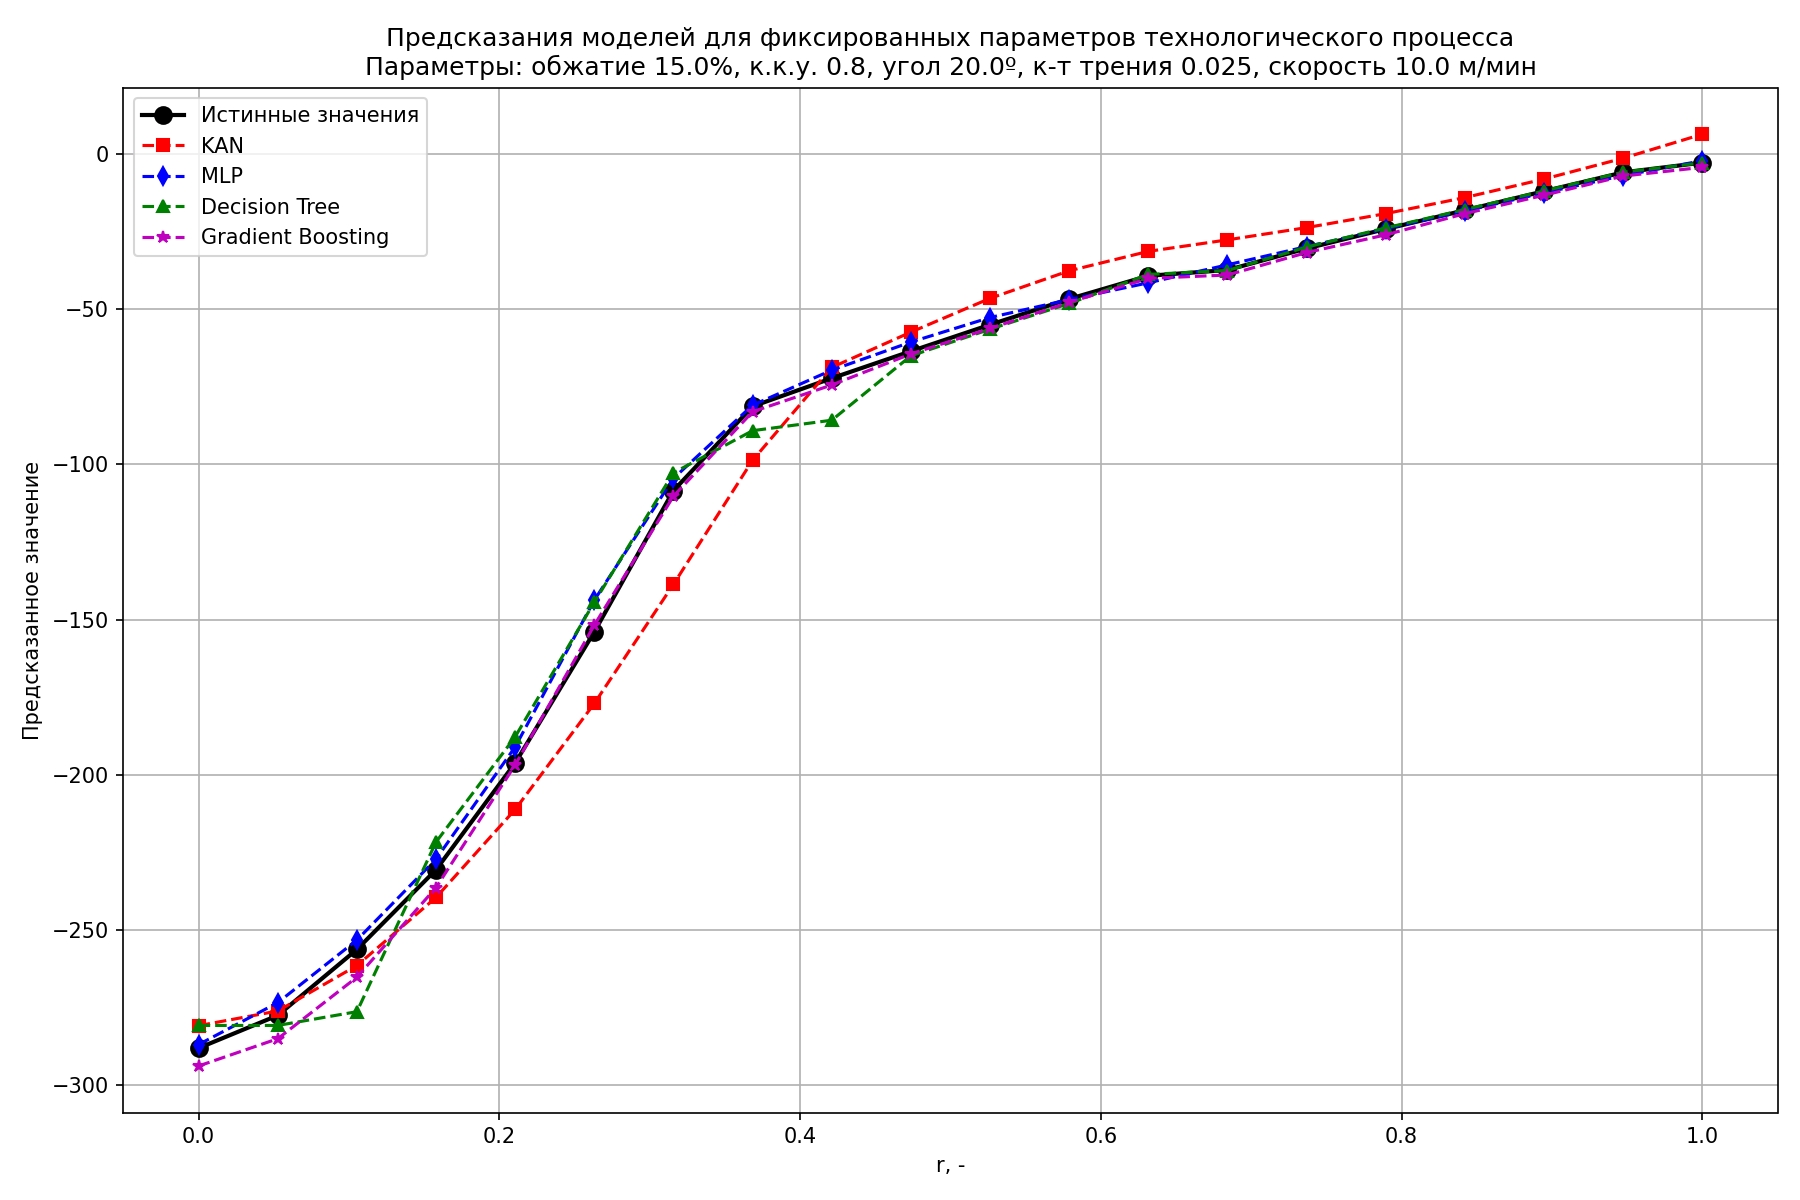 Предсказания моделей для фиксированных параметров технологического процесса
Параметры: обжатие 15.0%, к.к.у. 0.8, угол 20.0º, к-т трения 0.025, скорость 10.0 м/мин
Истинные значения
KAN
MLP
Decision Tree
Gradient Boosting
Предсказанное значение
0
−50
−100
−150
−200
−250
−300
0.0
0.2
0.4
0.6
0.8
1.0
r, -